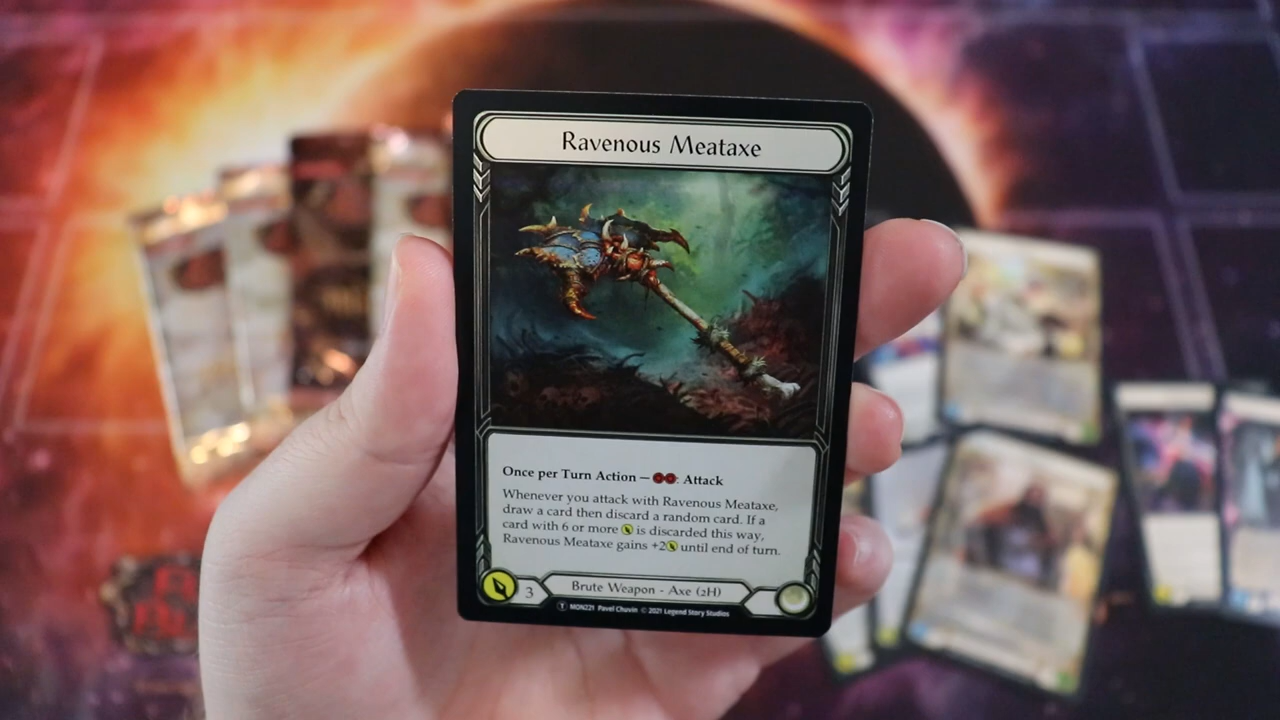 Ravenous Meataxe
Once per Turn Action — : Attack
Whenever you attack with Ravenous Meataxe,
draw a card then discard a random card. If a
card with 6 or more is discarded this way,
Ravenous Meataxe gains +2 until end of turn.
3
Brute Weapon - Axe (2H)
T MON221 Pavel Chuvin © 2021 Legend Story Studios